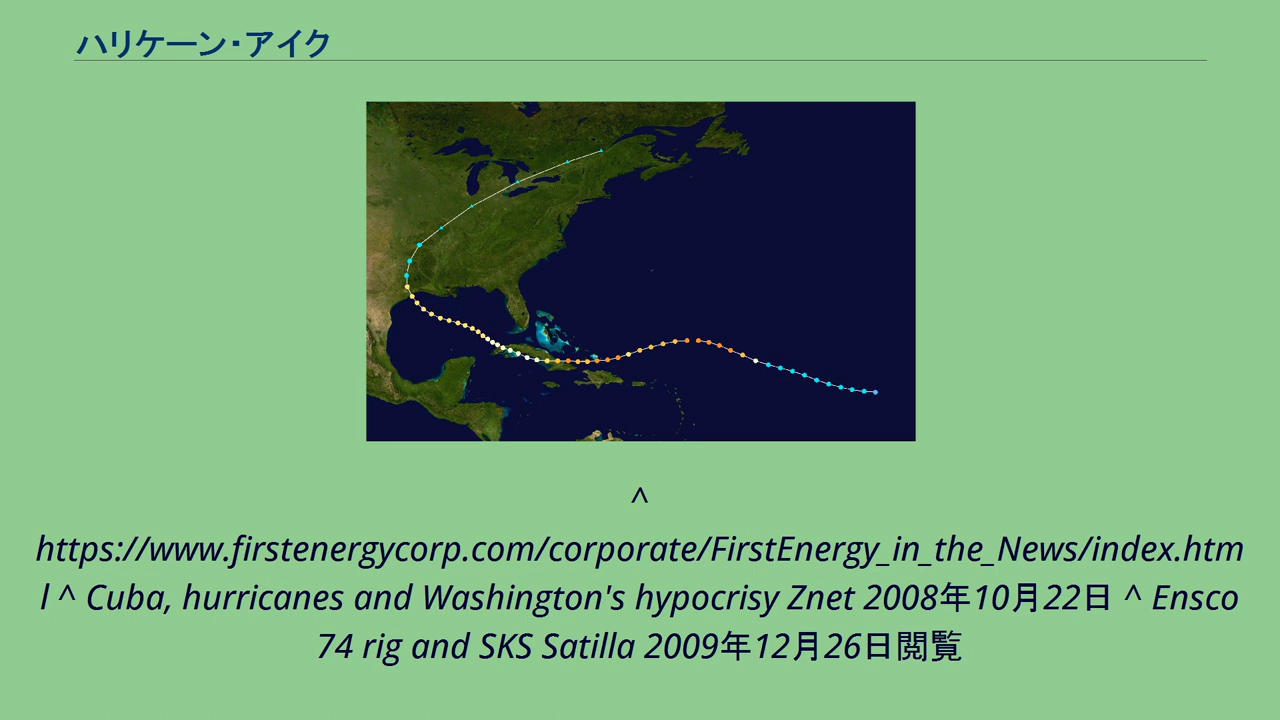 ハリケーン・アイク
^
https://www.firstenergycorp.com/corporate/FirstEnergy_in_the_News/index.htm
l ^ Cuba, hurricanes and Washington's hypocrisy Znet 2008年10月22日 ^ Ensco
74 rig and SKS Satilla 2009年12月26日閲覧